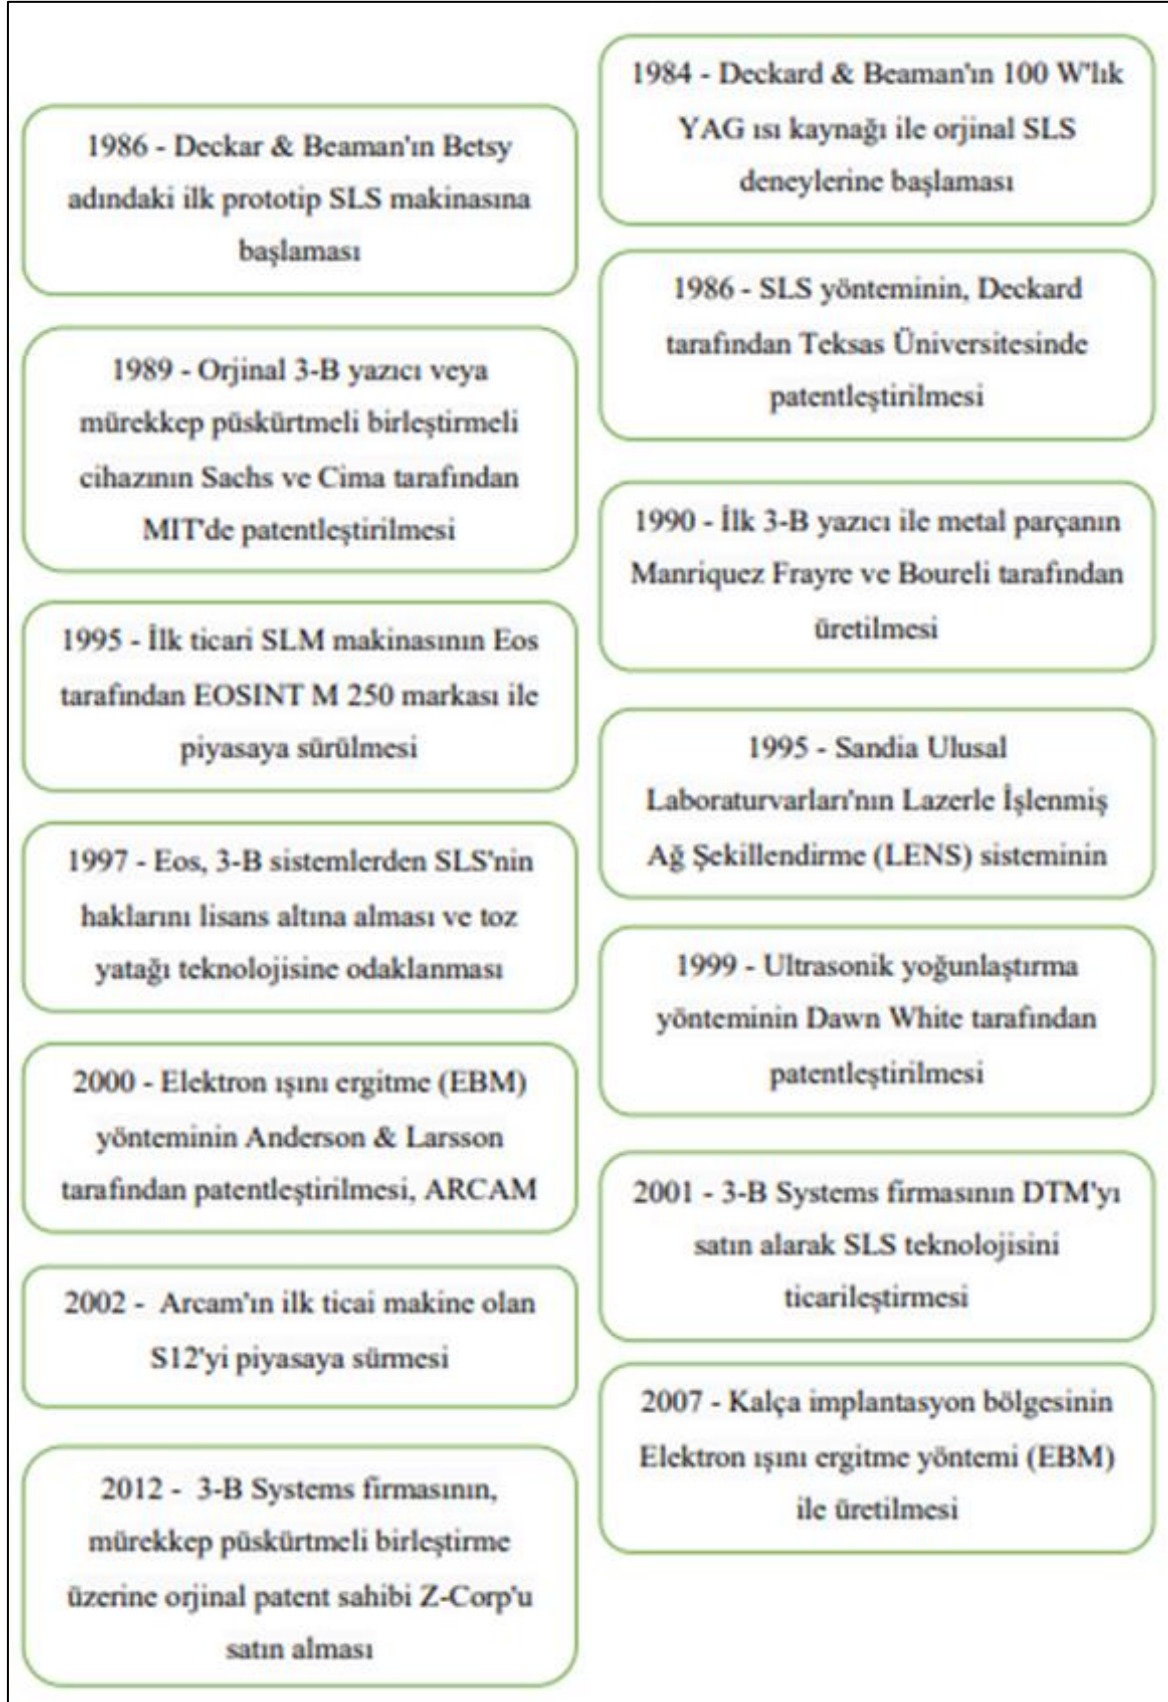 1984 - Deckard & Beaman'ın 100 W'lık
YAG ısı kaynağı ile orjinal SLS
deneylerine başlaması
1986 - Deckar & Beaman'ın Betsy
adındaki ilk prototip SLS makinasına
başlaması
1986 - SLS yönteminin, Deckard
tarafından Teksas Üniversitesinde
patentleştirilmesi
1989 - Orjinal 3-B yazıcı veya
mürekkep püskürtmeli birleştirmeli
cihazının Sachs ve Cima tarafından
MIT'de patentleştirilmesi
1990 - İlk 3-B yazıcı ile metal parçanın
Manriquez Frayre ve Boureli tarafından
üretilmesi
1995 - İlk ticari SLM makinasının Eos
tarafından EOSINT M 250 markası ile
piyasaya sürülmesi
1995 - Sandia Ulusal
Laboraturvarları'nın Lazerle İşlenmiş
Ağ Şekillendirme (LENS) sisteminin
1997 - Eos, 3-B sistemlerden SLS'nin
haklarını lisans altına alması ve toz
yatağı teknolojisine odaklanması
1999 - Ultrasonik yoğunlaştırma
yönteminin Dawn White tarafından
patentleştirilmesi
2000 - Elektron ışını ergitme (EBM)
yönteminin Anderson & Larsson
tarafından patentleştirilmesi, ARCAM
2001 - 3-B Systems firmasının DTM'yı
satın alarak SLS teknolojisini
ticarileştirmesi
2002 - Arcam'ın ilk ticai makine olan
S12'yi piyasaya sürmesi
2007 - Kalça implantasyon bölgesinin
Elektron ışını ergitme yöntemi (EBM)
ile üretilmesi
2012 - 3-B Systems firmasının,
mürekkep püskürtmeli birleştirme
üzerine orjinal patent sahibi Z-Corp'u
satın alması